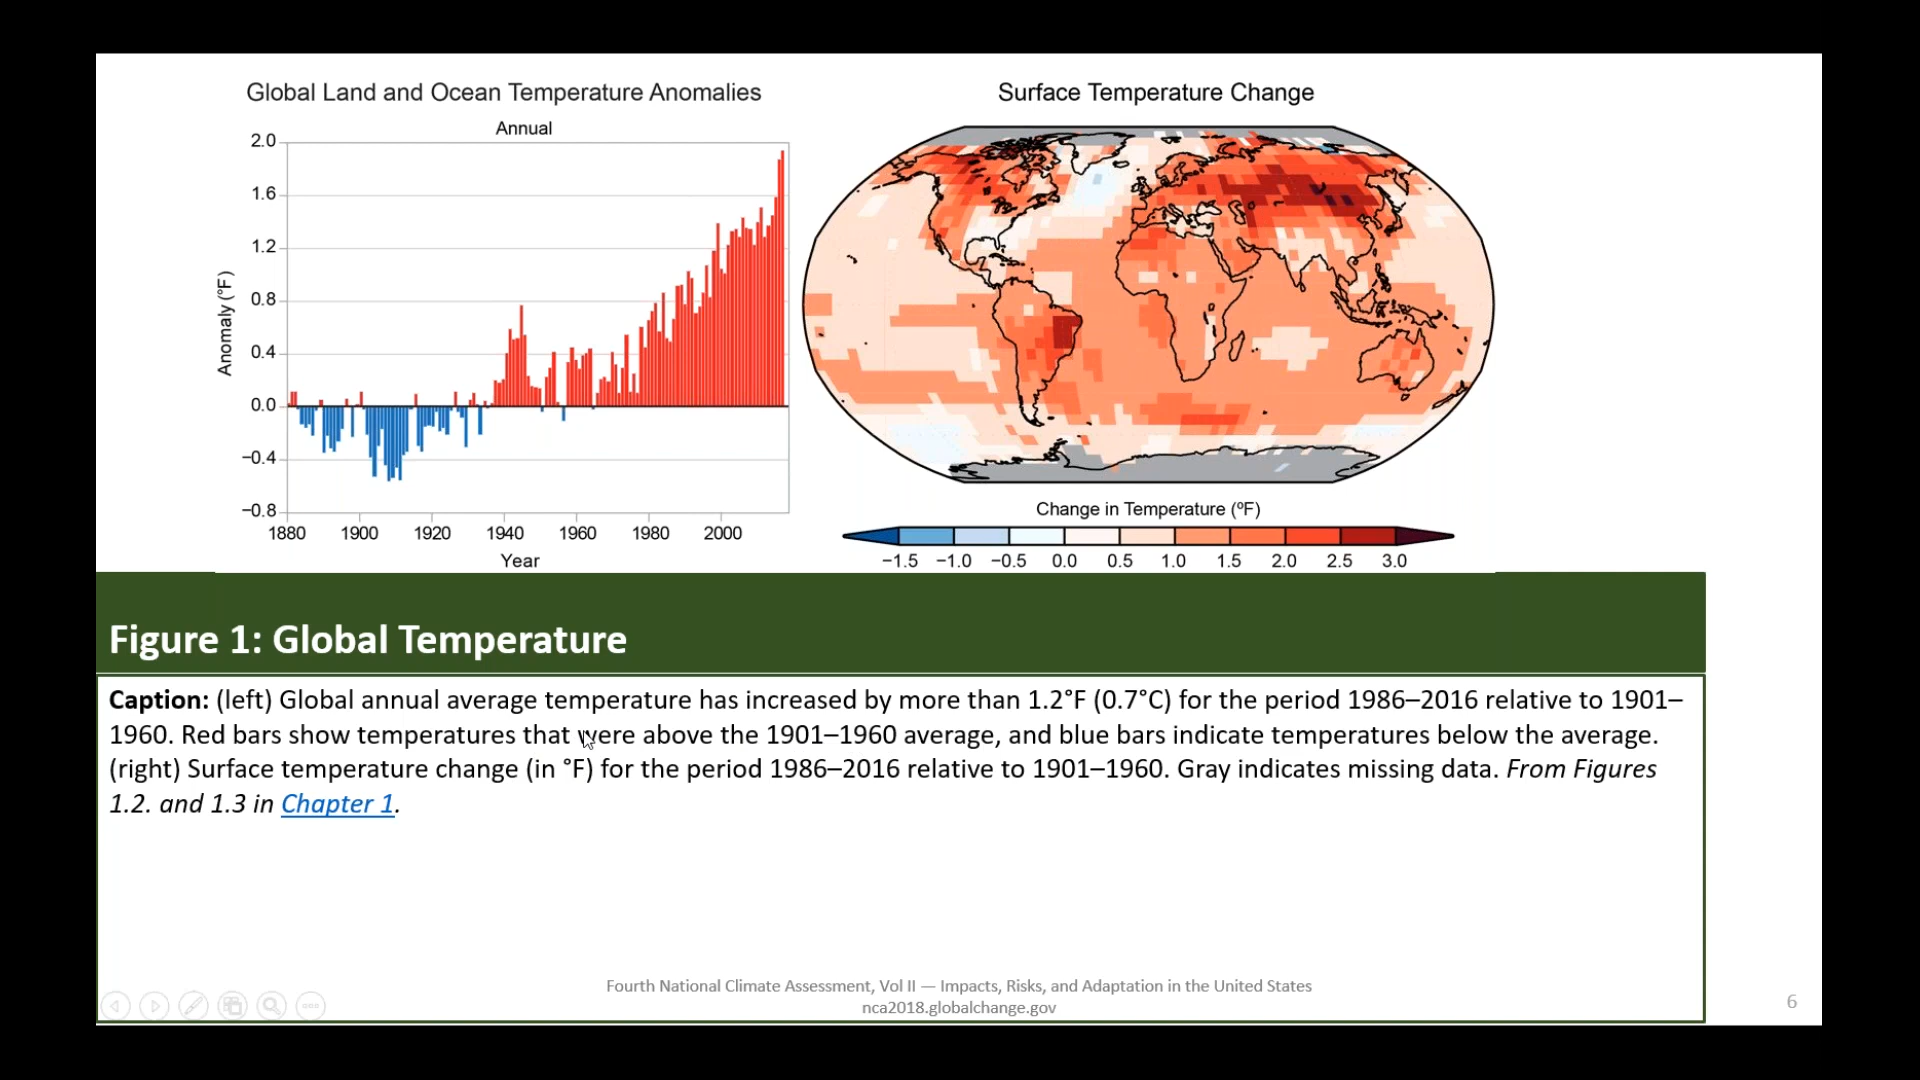 Global Land and Ocean Temperature Anomalies
Annual
2.0
1.6
1.2
0.8
0.4
0.0
−0.4
−0.8
Anomaly (°F)
1880 1900 1920 1940 1960 1980 2000
Year
Surface Temperature Change
Change in Temperature (ºF)
−1.5 −1.0 −0.5 0.0 0.5 1.0 1.5 2.0 2.5 3.0
Figure 1: Global Temperature
Caption: (left) Global annual average temperature has increased by more than 1.2°F (0.7°C) for the period 1986–2016 relative to 1901–
1960. Red bars show temperatures that were above the 1901–1960 average, and blue bars indicate temperatures below the average.
(right) Surface temperature change (in °F) for the period 1986–2016 relative to 1901–1960. Gray indicates missing data. From Figures
1.2. and 1.3 in Chapter 1.
Fourth National Climate Assessment, Vol II — Impacts, Risks, and Adaptation in the United States
nca2018.globalchange.gov
6